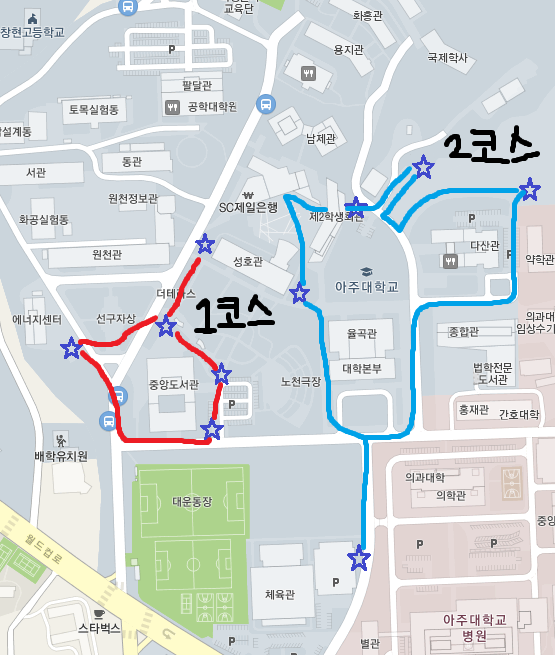 교육단
화홍관
창현고등학교
P
용지관
국제학사
팔달관
토목실험동
공학대학원
설계동
남제관
2코스
동관
서관
원천정보관
SC제일은행
제2학생회관
화공실험동
P
다산관
원천관
성호관
P
약학관
아주대학교
더테라스
에너지센터
선구자상
1코스
의과대
임상수기
율곡관
종합관
중앙도서관
노천극장
대학본부
법학전문
도서관
P
홍재관
간호대학
배학유치원
의과대학
의학관
대운동장
중앙
월드컵로
P
P
체육관
P
스타벅스
아주대학교
병원
별관
P